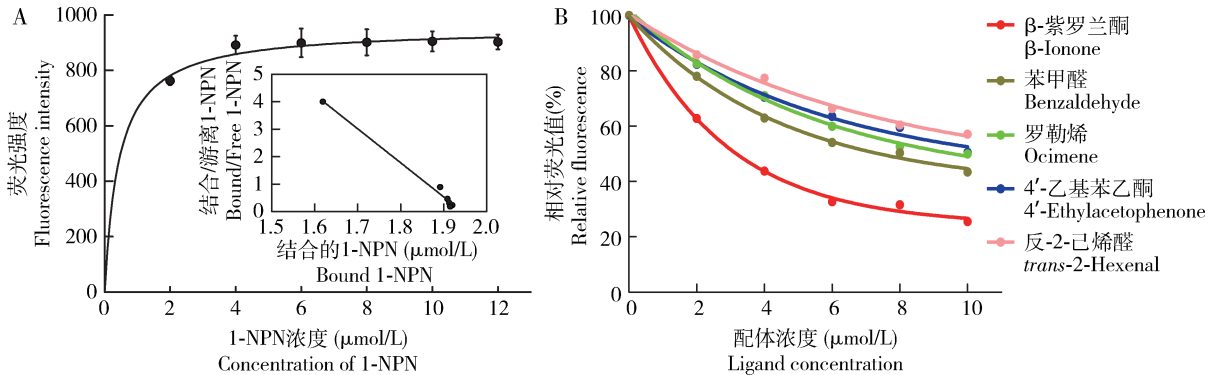 A
1000
800
600
400
200
0
荧光强度
Fluorescence intensity
0
2
4
6
8
10
12
1-NPN浓度 (μmol/L)
Concentration of 1-NPN
5
4
3
2
1
0
结合/游离1-NPN
Bound/Free 1-NPN
1.5
1.6
1.7
1.8
1.9
2.0
结合的1-NPN (μmol/L)
Bound 1-NPN
B
100
80
60
40
20
0
相对荧光值(%)
Relative fluorescence
0
2
4
6
8
10
配体浓度 (μmol/L)
Ligand concentration
β-紫罗兰酮
β-Ionone
苯甲醛
Benzaldehyde
罗勒烯
Ocimene
4′-乙基苯乙酮
4′-Ethylacetophenone
反-2-己烯醛
trans-2-Hexenal